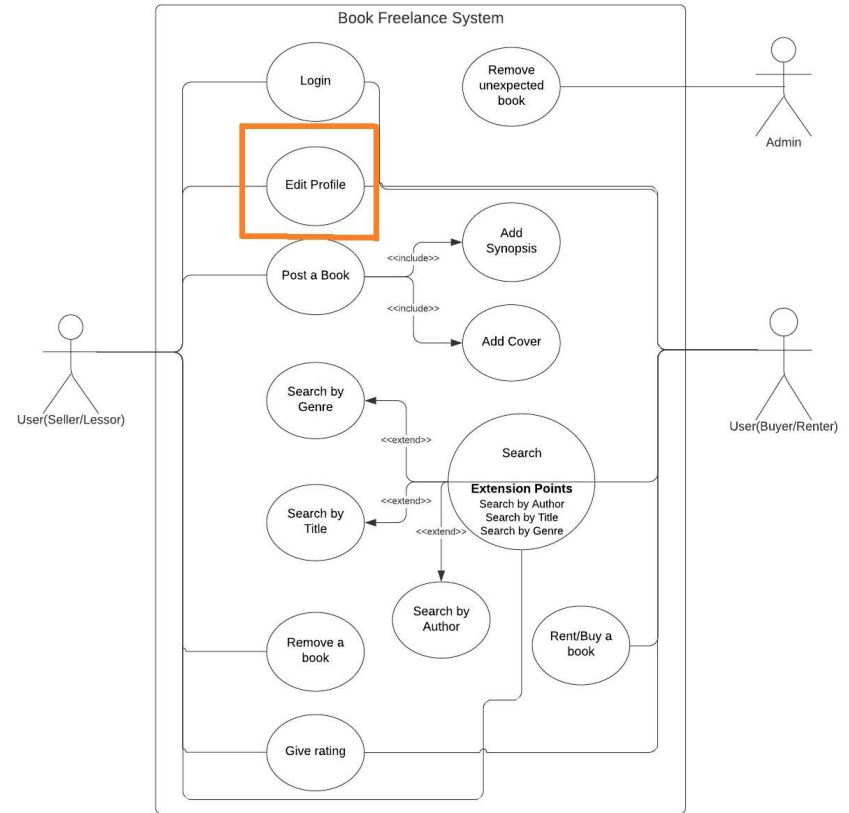 Book Freelance System
Login
Remove
unexpected
book
Admin
Edit Profile
Add
Synopsis
<<include>>
Post a Book
<<include>>
Add Cover
User(Seller/Lessor)
User(Buyer/Renter)
Search by
Genre
<<extend>>
Search
Extension Points
Search by Author
Search by Title
Search by Genre
<<extend>>
Search by
Title
<<extend>>
Search by
Author
Remove a
book
Rent/Buy a
book
Give rating